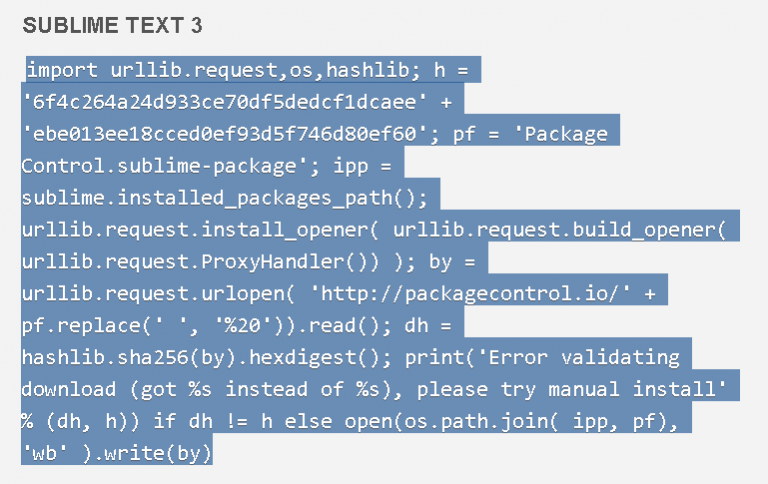 SUBLIME TEXT 3
import urllib.request,os,hashlib; h =
'6f4c264a24d933ce70df5dedcf1dcaee' +
'ebe013ee18cced0ef93d5f746d80ef60'; pf = 'Package
Control.sublime-package'; ipp =
sublime.installed_packages_path();
urllib.request.install_opener( urllib.request.build_opener(
urllib.request.ProxyHandler()) ); by =
urllib.request.urlopen( 'http://packagecontrol.io/' +
pf.replace(' ', '%20')).read(); dh =
hashlib.sha256(by).hexdigest(); print('Error validating
download (got %s instead of %s), please try manual install'
% (dh, h)) if dh != h else open(os.path.join( ipp, pf),
'wb' ).write(by)